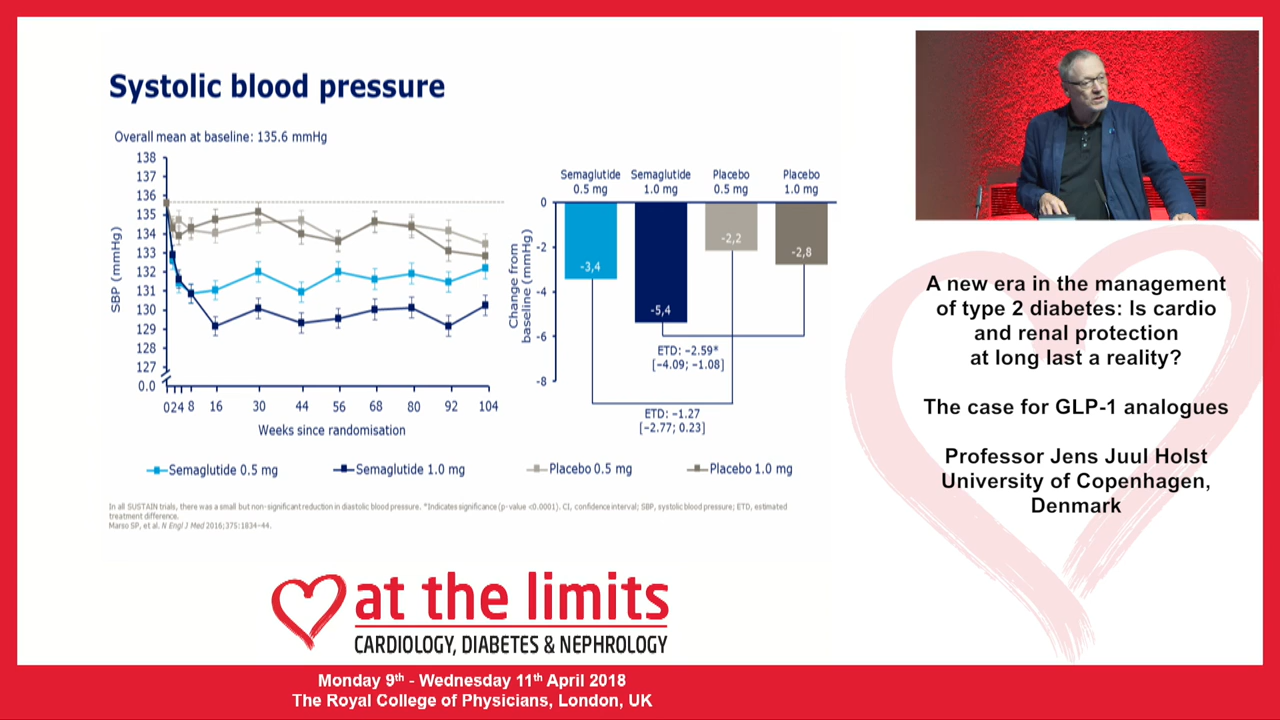 Systolic blood pressure
Overall mean at baseline: 135.6 mmHg
138
137
136
135
134
133
132
131
130
129
128
127
0.0
SBP (mmHg)
0 2 4 8 16 30 44 56 68 80 92 104
Weeks since randomisation
Semaglutide 0.5 mg
Semaglutide 1.0 mg
Placebo 0.5 mg
Placebo 1.0 mg
0
-2
-4
-6
-8
Change from baseline (mmHg)
-3,4
-5,4
-2,2
-2,8
ETD: -2.59*
[-4.09; -1.08]
ETD: -1.27
[-2.77; 0.23]
Semaglutide 0.5 mg
Semaglutide 1.0 mg
Placebo 0.5 mg
Placebo 1.0 mg
In all SUSTAIN trials, there was a small but non-significant reduction in diastolic blood pressure. *Indicates significance (p-value <0.0001). CI, confidence interval; SBP, systolic blood pressure; ETD, estimated
treatment difference.
Marso SP, et al. N Engl J Med 2016;375:1834–44.
at the limits
CARDIOLOGY, DIABETES & NEPHROLOGY
Monday 9th - Wednesday 11th April 2018
The Royal College of Physicians, London, UK
A new era in the management
of type 2 diabetes: Is cardio
and renal protection
at long last a reality?
The case for GLP-1 analogues
Professor Jens Juul Holst
University of Copenhagen,
Denmark